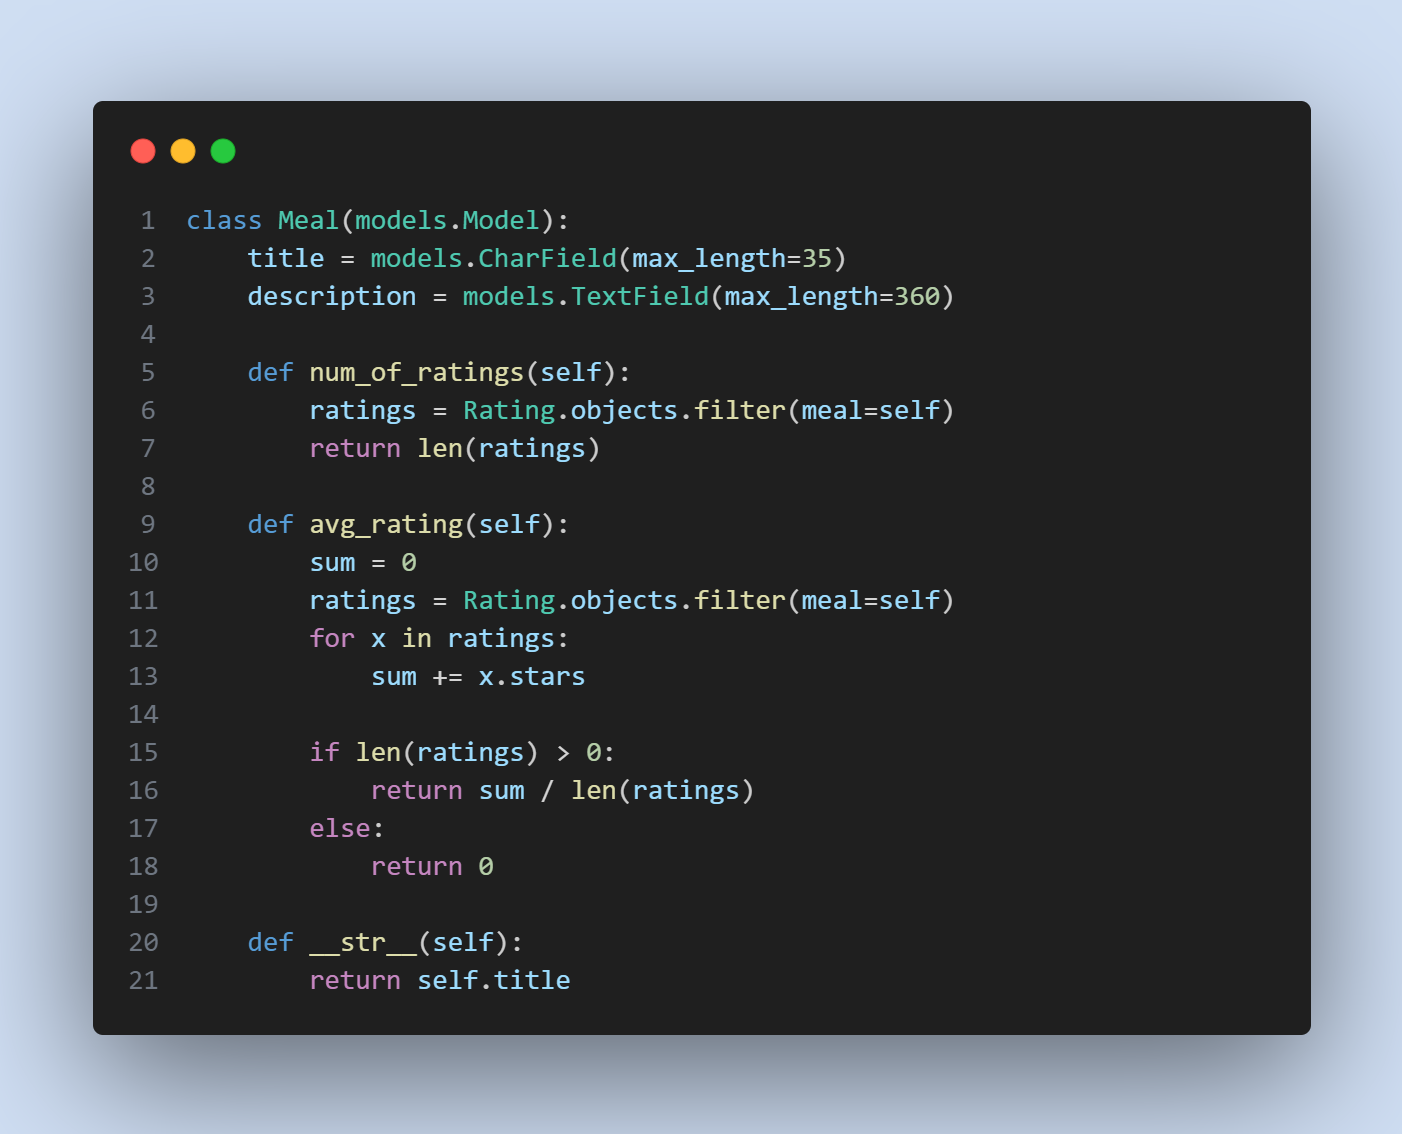 1 class Meal(models.Model):
2     title = models.CharField(max_length=35)
3     description = models.TextField(max_length=360)
4
5     def num_of_ratings(self):
6         ratings = Rating.objects.filter(meal=self)
7         return len(ratings)
8
9     def avg_rating(self):
10         sum = 0
11         ratings = Rating.objects.filter(meal=self)
12         for x in ratings:
13             sum += x.stars
14
15         if len(ratings) > 0:
16             return sum / len(ratings)
17         else:
18             return 0
19
20     def __str__(self):
21         return self.title